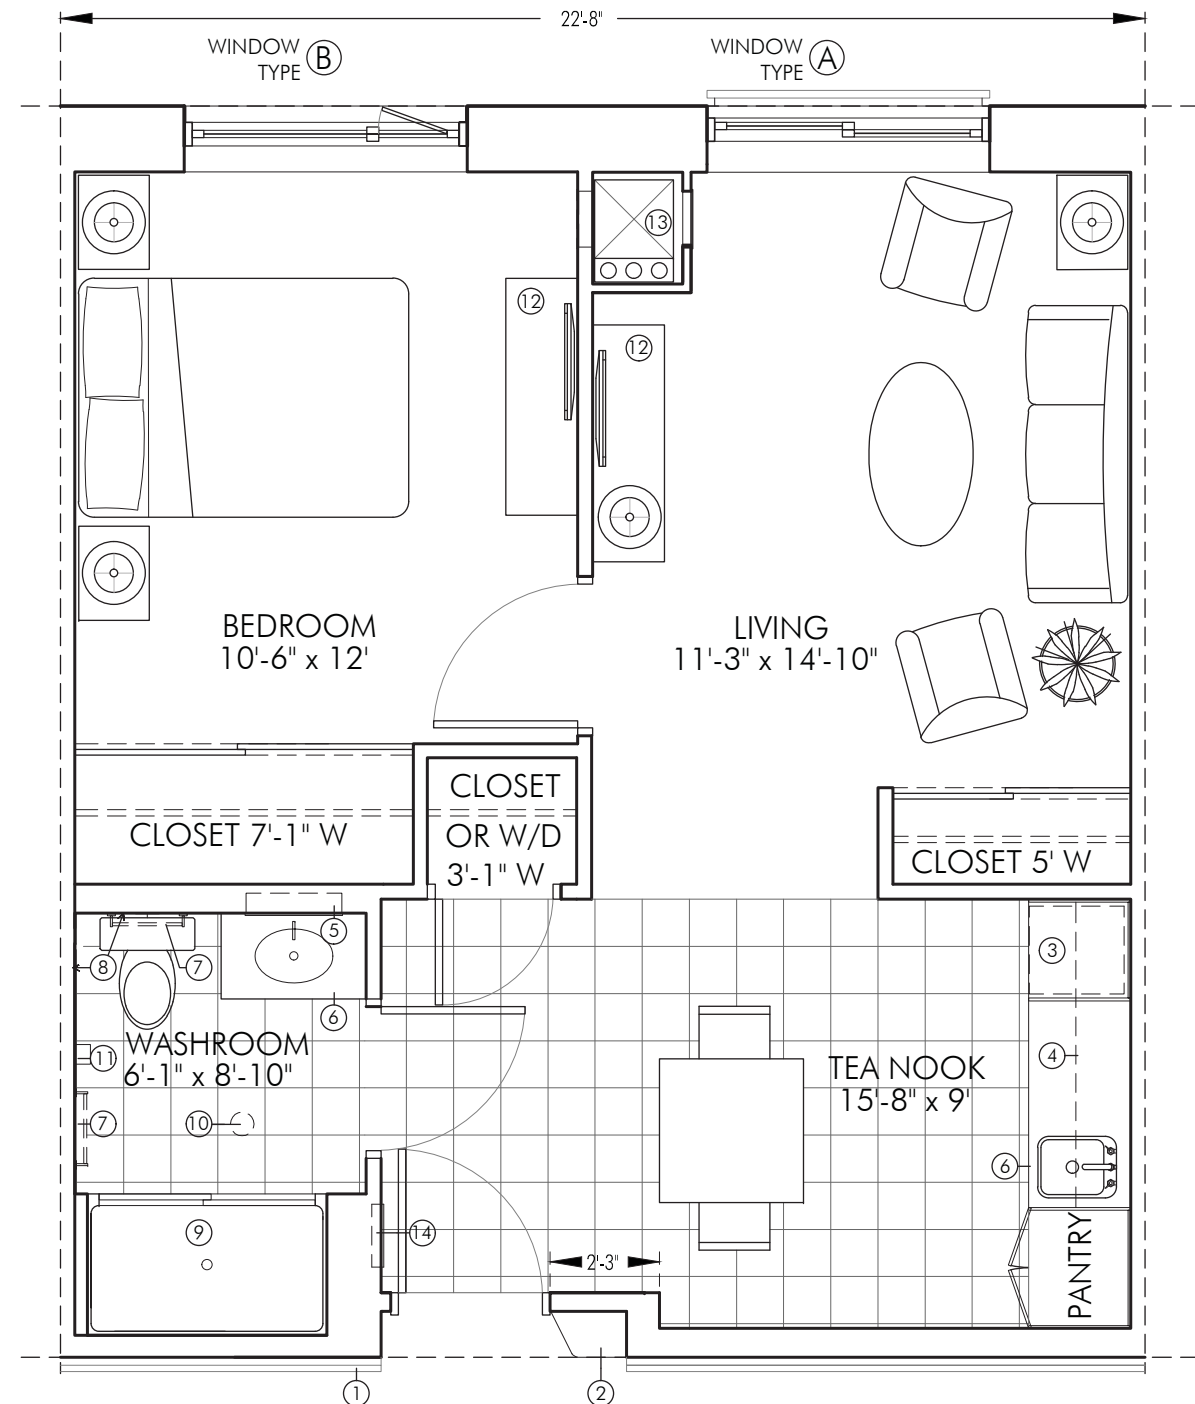 22'-8"
WINDOW
TYPE B
WINDOW
TYPE A
13
12
12
BEDROOM
10'-6" x 12'
LIVING
11'-3" x 14'-10"
CLOSET
OR W/D
3'-1" W
CLOSET 7'-1" W
CLOSET 5' W
5
3
8
7
6
WASHROOM
6'-1" x 8'-10"
11
4
TEA NOOK
15'-8" x 9'
7
10
6
9
14
2'-3"
PANTRY
1
2